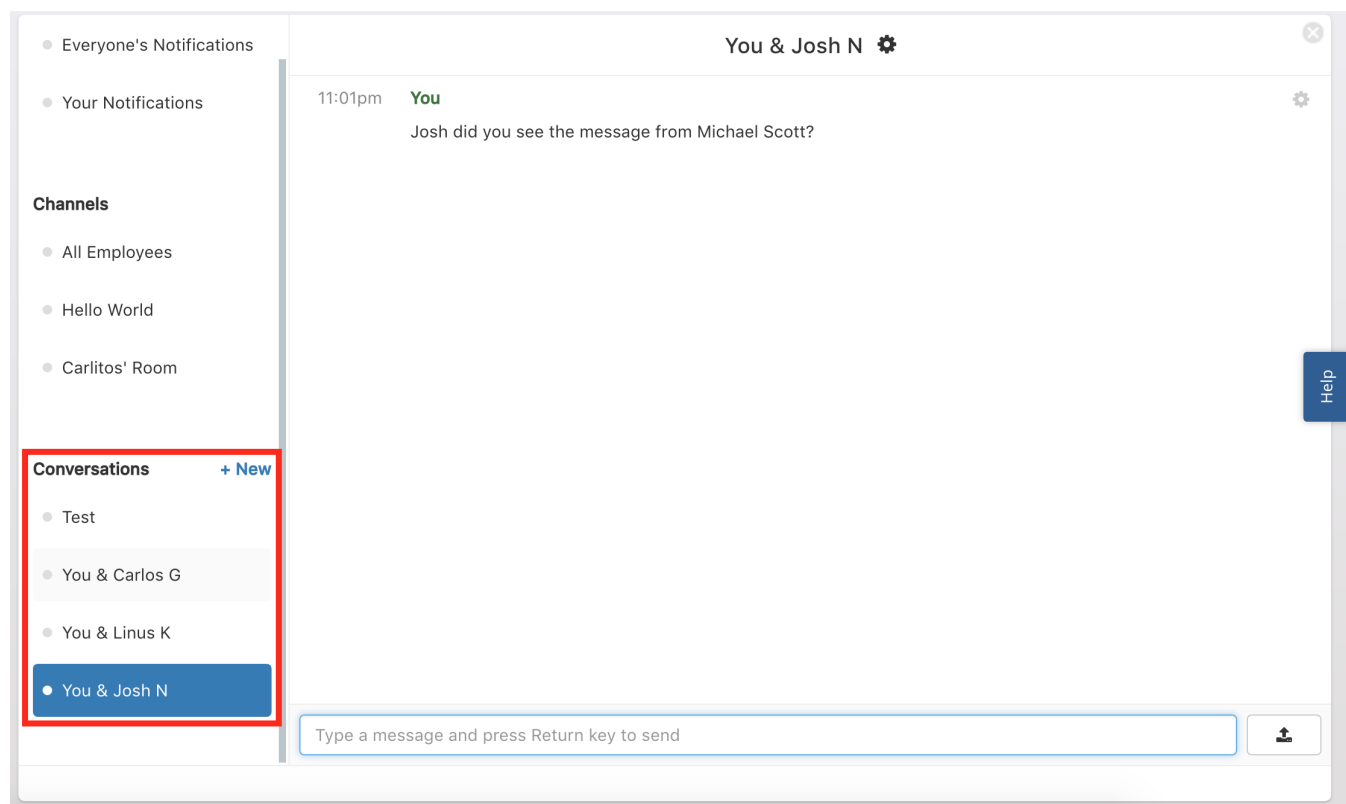 Everyone's Notifications
Your Notifications
Channels
All Employees
Hello World
Carlitos' Room
Conversations + New
Test
You & Carlos G
You & Linus K
You & Josh N
You & Josh N
11:01pm You
Josh did you see the message from Michael Scott?
Type a message and press Return key to send
Help